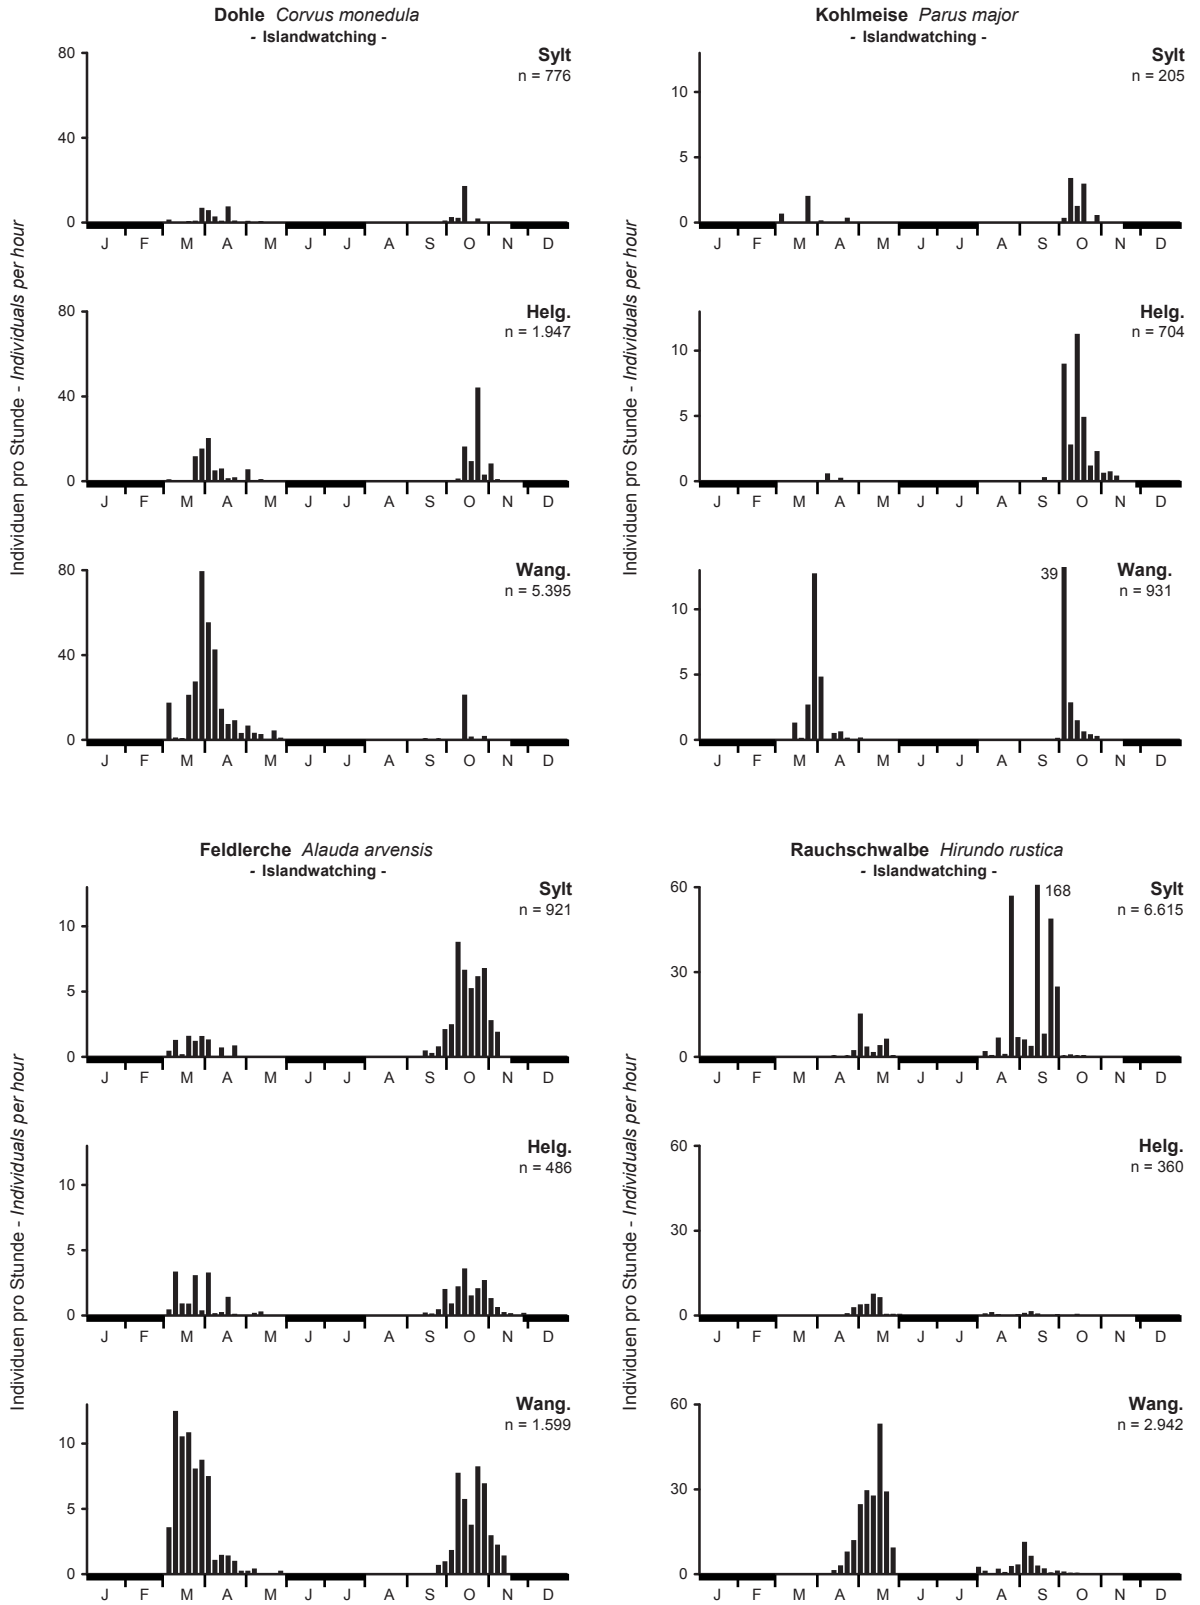 Dohle Corvus monedula
- Islandwatching -
Individuen pro Stunde - Individuals per hour
Sylt
n = 776
80
40
0
J F M A M J J A S O N D
Helg.
n = 1.947
80
40
0
J F M A M J J A S O N D
Wang.
n = 5.395
80
40
0
J F M A M J J A S O N D
Kohlmeise Parus major
- Islandwatching -
Individuen pro Stunde - Individuals per hour
Sylt
n = 205
10
5
0
J F M A M J J A S O N D
Helg.
n = 704
10
5
0
J F M A M J J A S O N D
39
Wang.
n = 931
10
5
0
J F M A M J J A S O N D
Feldlerche Alauda arvensis
- Islandwatching -
Individuen pro Stunde - Individuals per hour
Sylt
n = 921
10
5
0
J F M A M J J A S O N D
Helg.
n = 486
10
5
0
J F M A M J J A S O N D
Wang.
n = 1.599
10
5
0
J F M A M J J A S O N D
Rauchschwalbe Hirundo rustica
- Islandwatching -
Individuen pro Stunde - Individuals per hour
60
168
Sylt
n = 6.615
30
0
J F M A M J J A S O N D
60
Helg.
n = 360
30
0
J F M A M J J A S O N D
60
Wang.
n = 2.942
30
0
J F M A M J J A S O N D